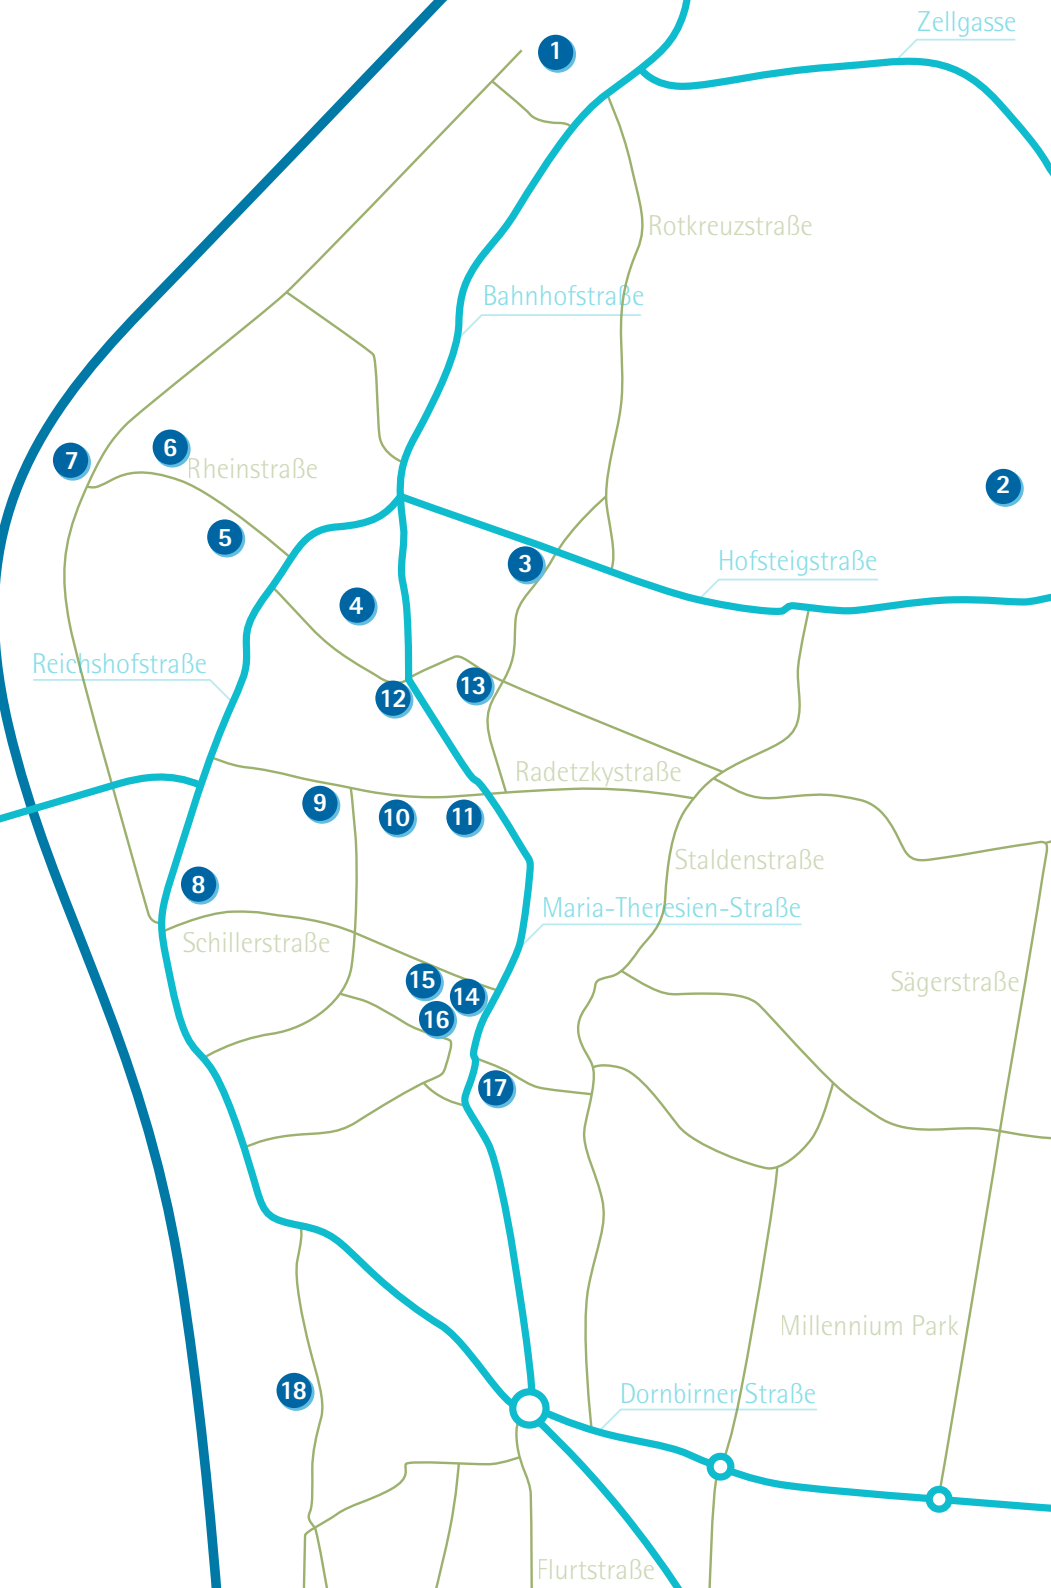 Zellgasse
1
Rotkreuzstraße
Bahnhofstraße
6
7
Rheinstraße
2
5
3
Hofsteigstraße
4
Reichshofstraße
13
12
Radetzkystraße
9
10
11
Staldenstraße
8
Maria-Theresien-Straße
Schillerstraße
15
Sägerstraße
14
16
17
Millennium Park
18
Dornbirner Straße
Flurtstraße